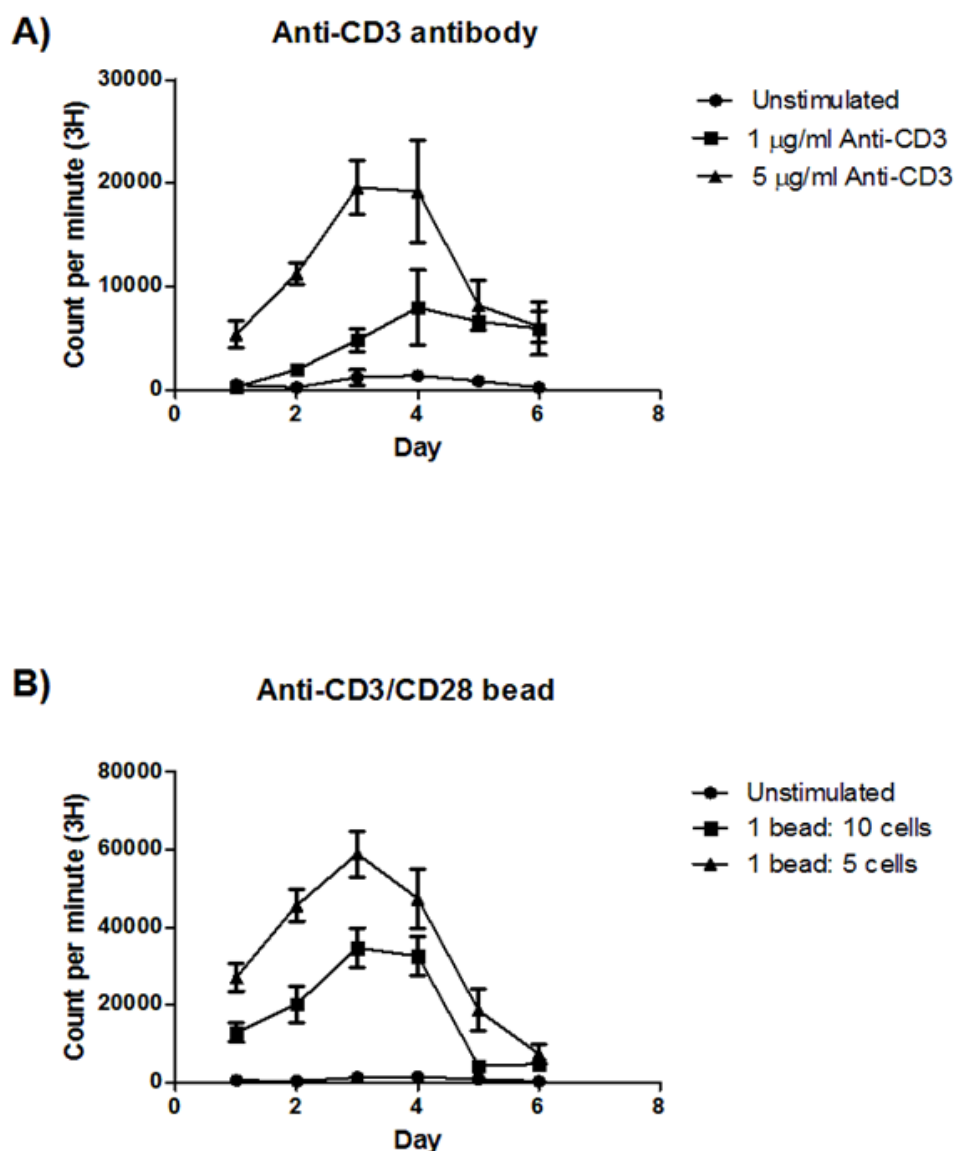 A)
Anti-CD3 antibody
30000
20000
10000
0
Count per minute (3H)
0 2 4 6 8
Day
Unstimulated
1 μg/ml Anti-CD3
5 μg/ml Anti-CD3
B)
Anti-CD3/CD28 bead
80000
60000
40000
20000
0
Count per minute (3H)
0 2 4 6 8
Day
Unstimulated
1 bead: 10 cells
1 bead: 5 cells